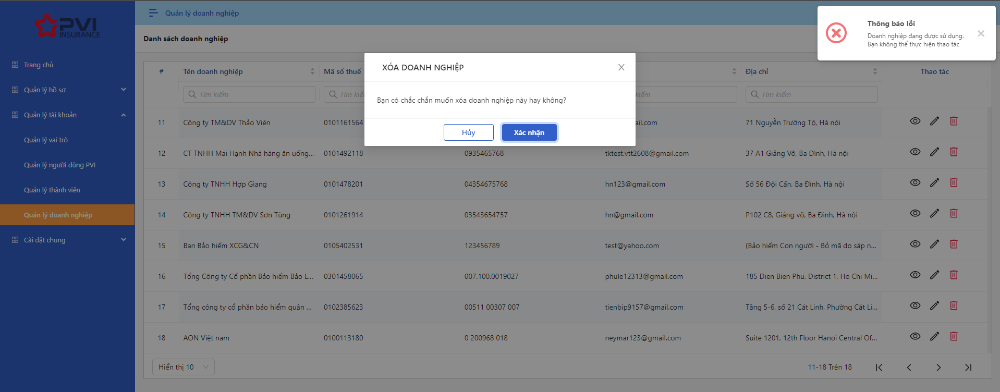 PVI
INSURANCE
Trang chủ
Quản lý hồ sơ
Quản lý tài khoản
Quản lý vai trò
Quản lý người dùng PVI
Quản lý thành viên
Quản lý doanh nghiệp
Cài đặt chung
Quản lý doanh nghiệp
Danh sách doanh nghiệp
Thông báo lỗi
Doanh nghiệp đang được sử dụng.
Bạn không thể thực hiện thao tác
XÓA DOANH NGHIỆP
Bạn có chắc chắn muốn xóa doanh nghiệp này hay không?
Hủy Xác nhận
# Tên doanh nghiệp Mã số thuế Địa chỉ Thao tác
Tìm kiếm Tìm kiếm
11 Công ty TM&DV Thảo Viên 0101161564 71 Nguyễn Trường Tộ, Hà nội
12 CT TNHH Mai Hạnh Nhà hàng ăn uống... 0101492118 0935465768 tktest.vtt2608@gmail.com 37 A1 Giảng Võ, Ba Đình, Hà nội
13 Công ty TNHH Hợp Giang 0101478201 04354675768 hn123@gmail.com Số 56 Đội Cấn, Ba Đình, Hà nội
14 Công ty TNHH TM&DV Sơn Tùng 0101261914 03543654757 hn@gmail.com P102 C8, Giảng võ, Ba Đình, Hà nội
15 Ban Bảo hiểm XCG&CN 0105402531 123456789 test@yahoo.com (Bảo hiểm Con người - Bỏ mã do sáp n...
16 Tổng Công ty Cổ phần Bảo hiểm Bảo L... 0301458065 007.100.0019027 phule12313@gmail.com 185 Dien Bien Phu, District 1, Ho Chi Mi...
17 Tổng công ty cổ phần bảo hiểm quân ... 0102385623 00511 00307 007 tienbip9157@gmail.com Tầng 5-6, số 21 Cát Linh, Phường Cát Li...
18 AON Việt nam 0100113180 0 200968 018 neymar123@gmail.com Suite 1201, 12th Floor Hanoi Central Of...
Hiển thị 10 11-18 Trên 18